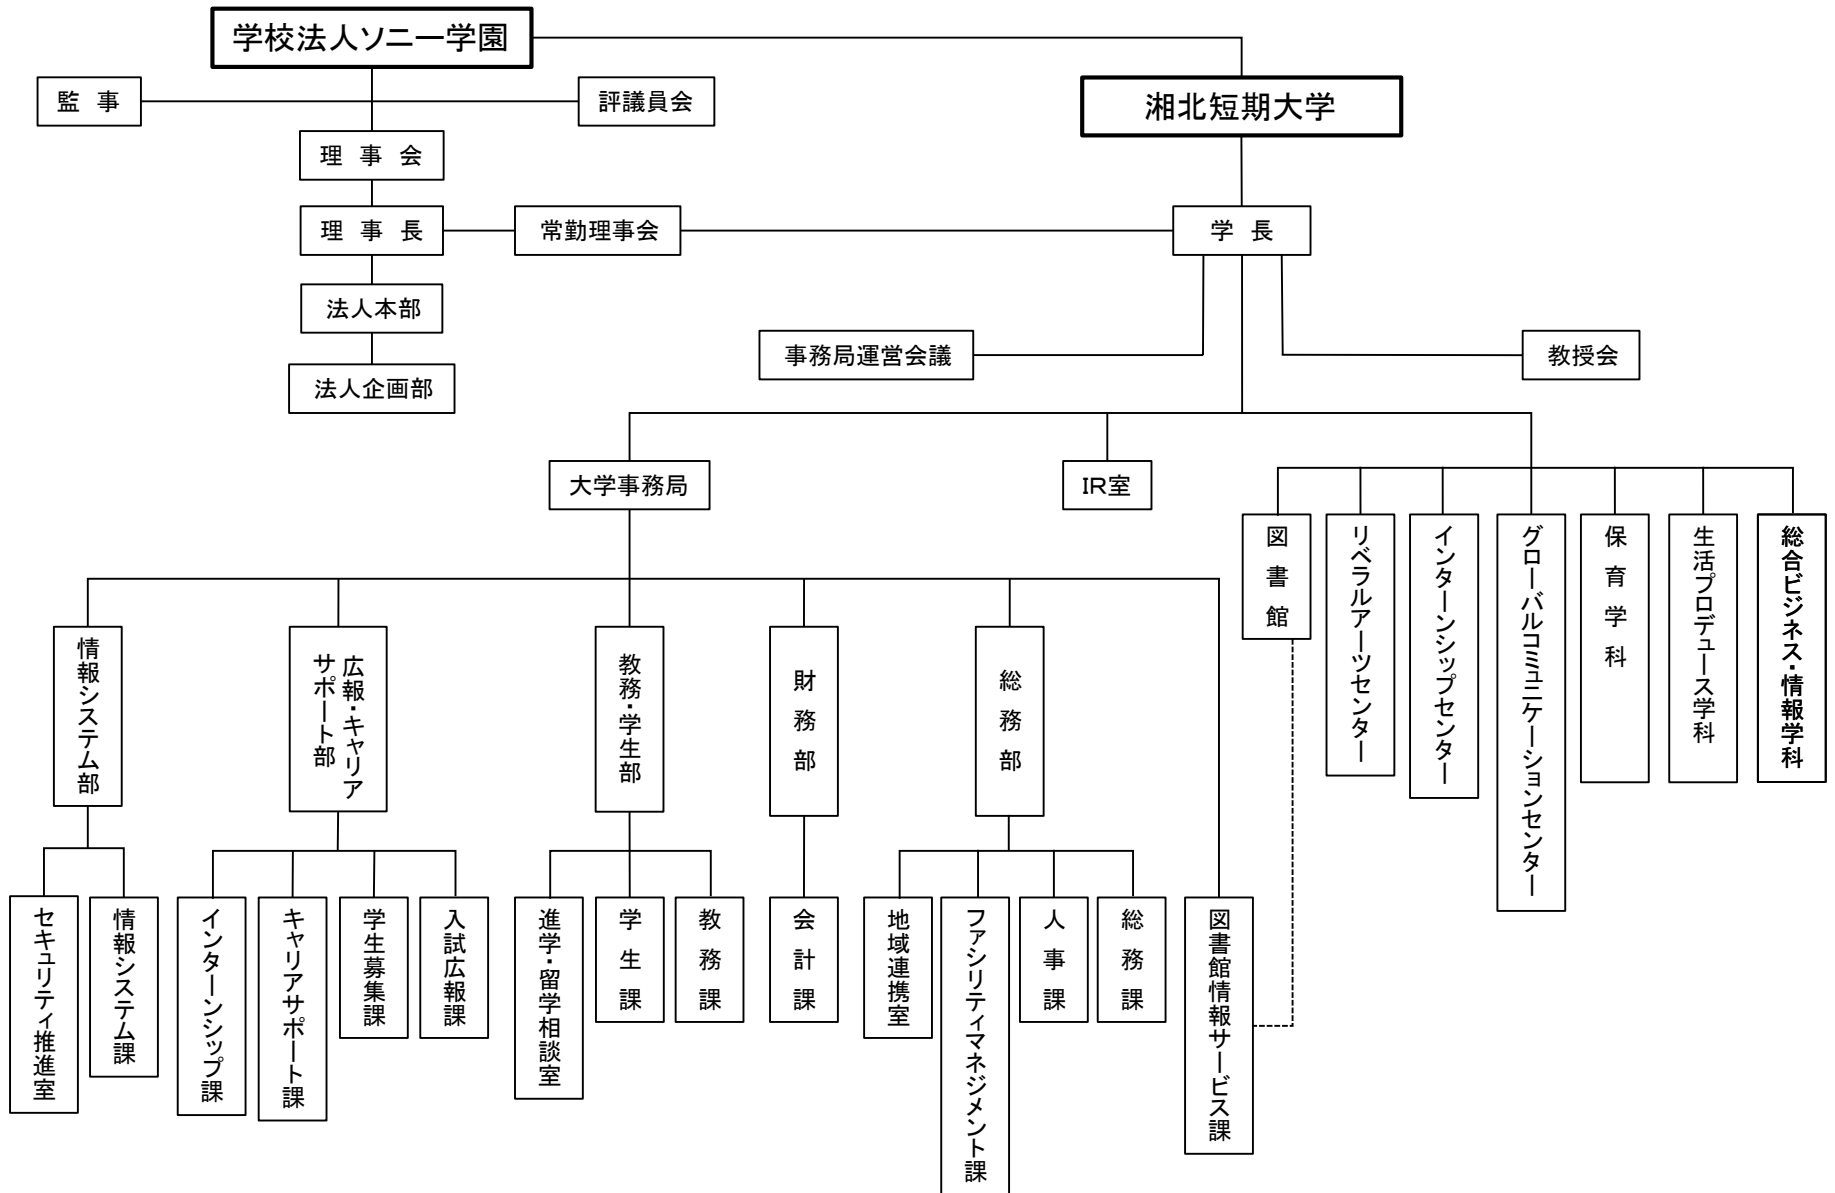 学校法人ソニー学園
監　事
評議員会
湘北短期大学
理　事　会
理　事　長
常勤理事会
学　長
法人本部
事務局運営会議
教授会
法人企画部
大学事務局
IR室
図書館
リベラルアーツセンター
インターンシップセンター
グローバルコミュニケーションセンター
保育学科
生活プロデュース学科
総合ビジネス・情報学科
情報システム部
広報・キャリア
サポート部
教務・学生部
財務部
総務部
セキュリティ推進室
情報システム課
インターンシップ課
キャリアサポート課
学生募集課
入試広報課
進学・留学相談室
学生課
教務課
会計課
地域連携室
ファシリティマネジメント課
人事課
総務課
図書館情報サービス課